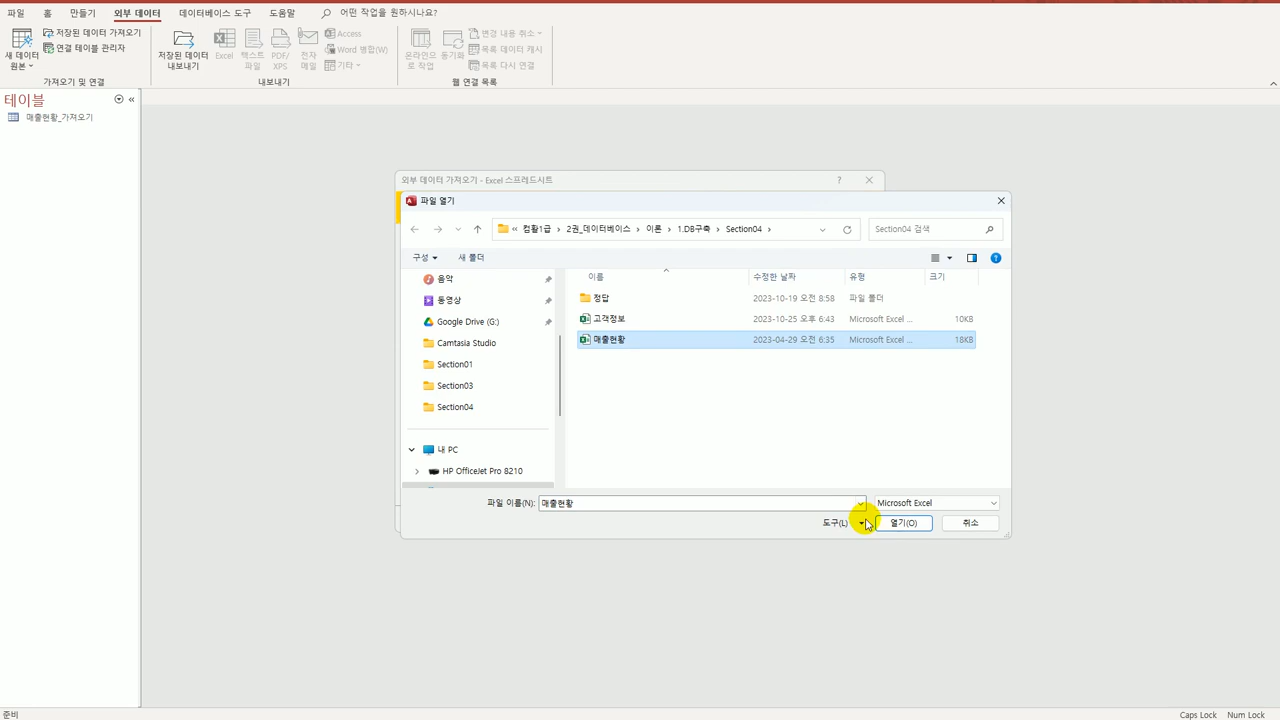 파일 홈 만들기 외부 데이터 데이터베이스 도구 도움말 어떤 작업을 원하시나요?
새 데이터 원본
저장된 데이터 가져오기
연결 테이블 관리자
가져오기 및 연결
저장된 데이터 내보내기
Excel
텍스트 파일
PDF/XPS
전자 메일
Access
Word 병합(W)
기타
내보내기
온라인으로 작업
동기화
변경 내용 취소
목록 데이터 캐시
목록 다시 연결
웹 연결 목록
테이블
매출현황_가져오기
외부 데이터 가져오기 - Excel 스프레드시트
파일 열기
« 컴활1급 > 2권_데이터베이스 > 이론 > 1.DB구축 > Section04 >
Section04 검색
구성 새 폴더
이름 수정한 날짜 유형 크기
정답 2023-10-19 오전 8:58 파일 폴더
고객정보 2023-10-25 오후 6:43 Microsoft Excel ... 10KB
매출현황 2023-04-29 오전 6:35 Microsoft Excel ... 18KB
음악
동영상
Google Drive (G:)
Camtasia Studio
Section01
Section03
Section04
내 PC
HP OfficeJet Pro 8210
파일 이름(N): 매출현황 Microsoft Excel
도구(L) 열기(O) 취소
준비 Caps Lock Num Lock